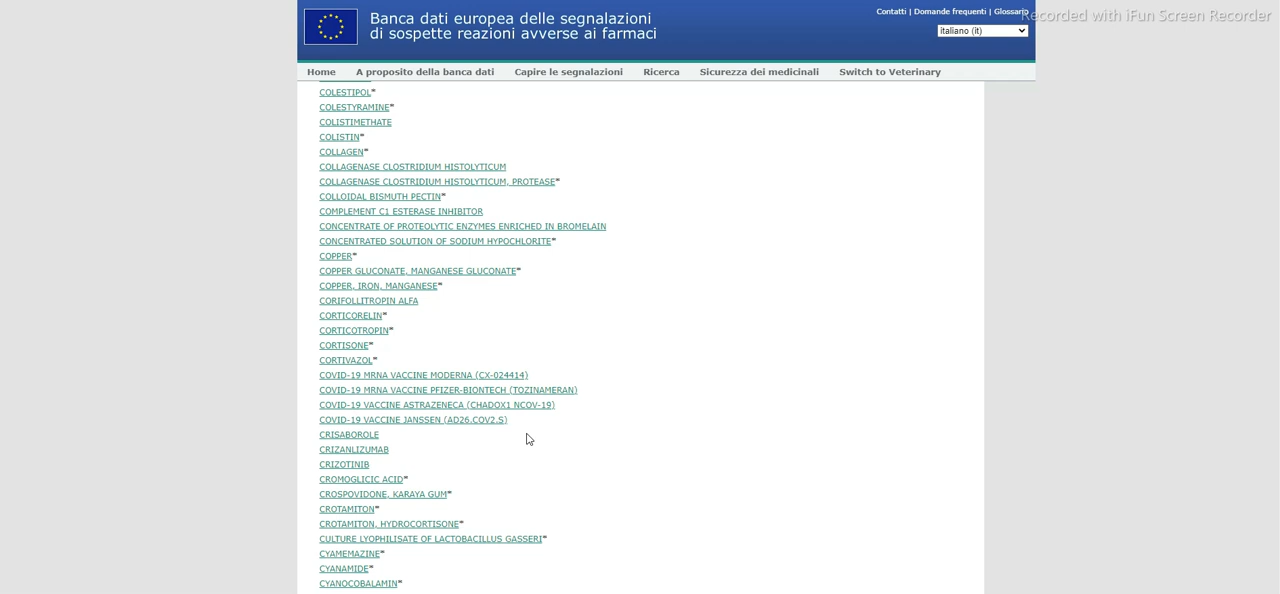 Banca dati europea delle segnalazioni
di sospette reazioni avverse ai farmaci
Contatti | Domande frequenti | Glossario
Recorded with iFun Screen Recorder
italiano (it)
Home A proposito della banca dati Capire le segnalazioni Ricerca Sicurezza dei medicinali Switch to Veterinary
COLESTIPOL*
COLESTYRAMINE*
COLISTIMETHATE
COLISTIN*
COLLAGEN*
COLLAGENASE CLOSTRIDIUM HISTOLYTICUM
COLLAGENASE CLOSTRIDIUM HISTOLYTICUM, PROTEASE*
COLLOIDAL BISMUTH PECTIN*
COMPLEMENT C1 ESTERASE INHIBITOR
CONCENTRATE OF PROTEOLYTIC ENZYMES ENRICHED IN BROMELAIN
CONCENTRATED SOLUTION OF SODIUM HYPOCHLORITE*
COPPER*
COPPER GLUCONATE, MANGANESE GLUCONATE*
COPPER, IRON, MANGANESE*
CORIFOLLITROPIN ALFA
CORTICORELIN*
CORTICOTROPIN*
CORTISONE*
CORTIVAZOL*
COVID-19 MRNA VACCINE MODERNA (CX-024414)
COVID-19 MRNA VACCINE PFIZER-BIONTECH (TOZINAMERAN)
COVID-19 VACCINE ASTRAZENECA (CHADOX1 NCOV-19)
COVID-19 VACCINE JANSSEN (AD26.COV2.S)
CRISABOROLE
CRIZANLIZUMAB
CRIZOTINIB
CROMOGLICIC ACID*
CROSPOVIDONE, KARAYA GUM*
CROTAMITON*
CROTAMITON, HYDROCORTISONE*
CULTURE LYOPHILISATE OF LACTOBACILLUS GASSERI*
CYAMEMAZINE*
CYANAMIDE*
CYANOCOBALAMIN*